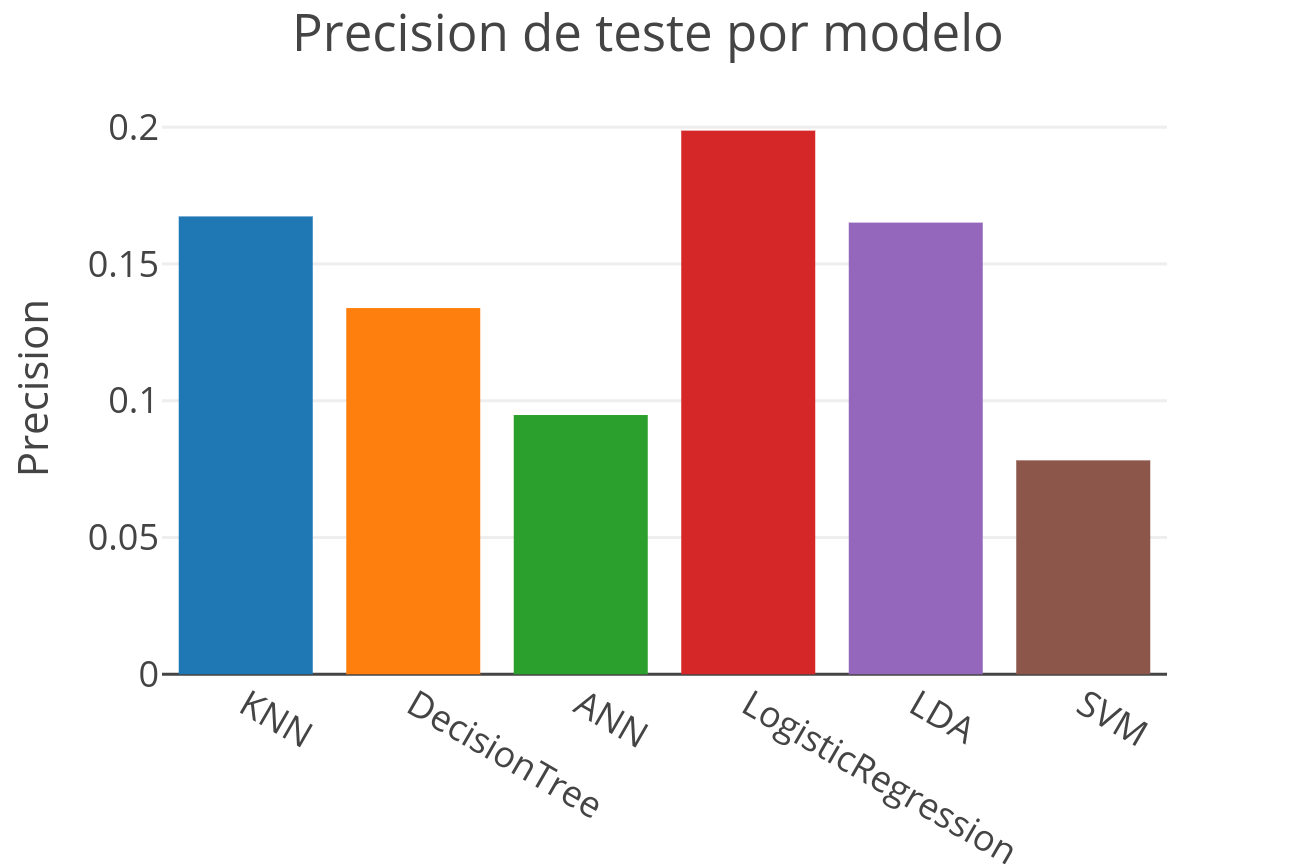 Precision de teste por modelo
Precision
0.2
0.15
0.1
0.05
0
KNN
DecisionTree
ANN
LogisticRegression
LDA
SVM